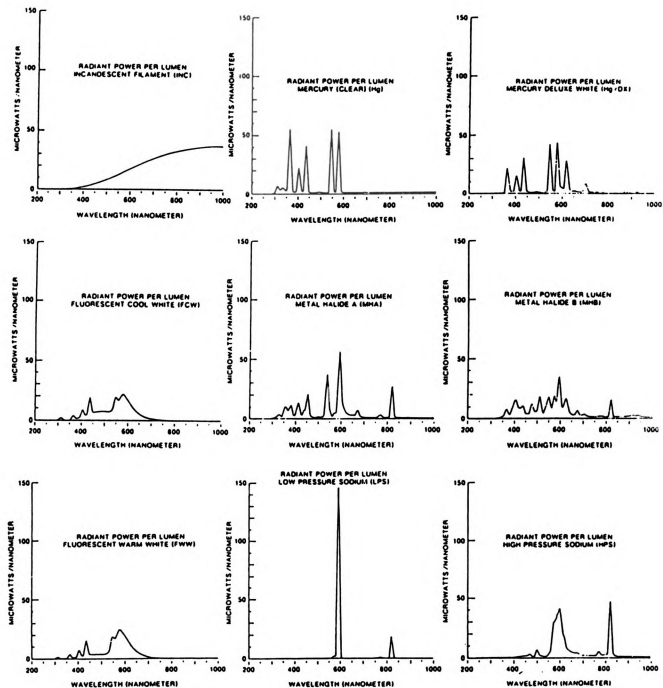 RADIANT POWER PER LUMEN
INCANDESCENT FILAMENT (INC)
MICROWATTS/NANOMETER
150
100
50
0
200 400 600 800 1000
WAVELENGTH (NANOMETER)
RADIANT POWER PER LUMEN
MERCURY (CLEAR) (Hg)
MICROWATTS/NANOMETER
150
100
50
0
200 400 600 800 1000
WAVELENGTH (NANOMETER)
RADIANT POWER PER LUMEN
MERCURY DELUXE WHITE (Hg/DX)
MICROWATTS/NANOMETER
150
100
50
0
200 400 600 800 1000
WAVELENGTH (NANOMETER)
RADIANT POWER PER LUMEN
FLUORESCENT COOL WHITE (FCW)
MICROWATTS/NANOMETER
150
100
50
0
200 400 600 800 1000
WAVELENGTH (NANOMETER)
RADIANT POWER PER LUMEN
METAL HALIDE A (MHA)
MICROWATTS/NANOMETER
150
100
50
0
200 400 600 800 1000
WAVELENGTH (NANOMETER)
RADIANT POWER PER LUMEN
METAL HALIDE B (MHB)
MICROWATTS/NANOMETER
150
100
50
0
200 400 600 800 1000
WAVELENGTH (NANOMETER)
RADIANT POWER PER LUMEN
FLUORESCENT WARM WHITE (FWW)
MICROWATTS/NANOMETER
150
100
50
0
200 400 600 800 1000
WAVELENGTH (NANOMETER)
RADIANT POWER PER LUMEN
LOW PRESSURE SODIUM (LPS)
MICROWATTS/NANOMETER
150
100
50
0
200 400 600 800 1000
WAVELENGTH (NANOMETER)
RADIANT POWER PER LUMEN
HIGH PRESSURE SODIUM (HPS)
MICROWATTS/NANOMETER
150
100
50
0
200 400 600 800 1000
WAVELENGTH (NANOMETER)